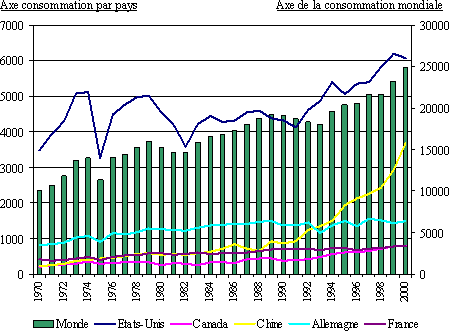 Axe consommation par pays Axe de la consommation mondiale
7000 30000
6000 25000
5000 20000
4000 15000
3000 10000
2000 5000
1000 0
0
1970 1972 1974 1976 1978 1980 1982 1984 1986 1988 1990 1992 1994 1996 1998 2000
Monde Etats-Unis Canada Chine Allemagne France